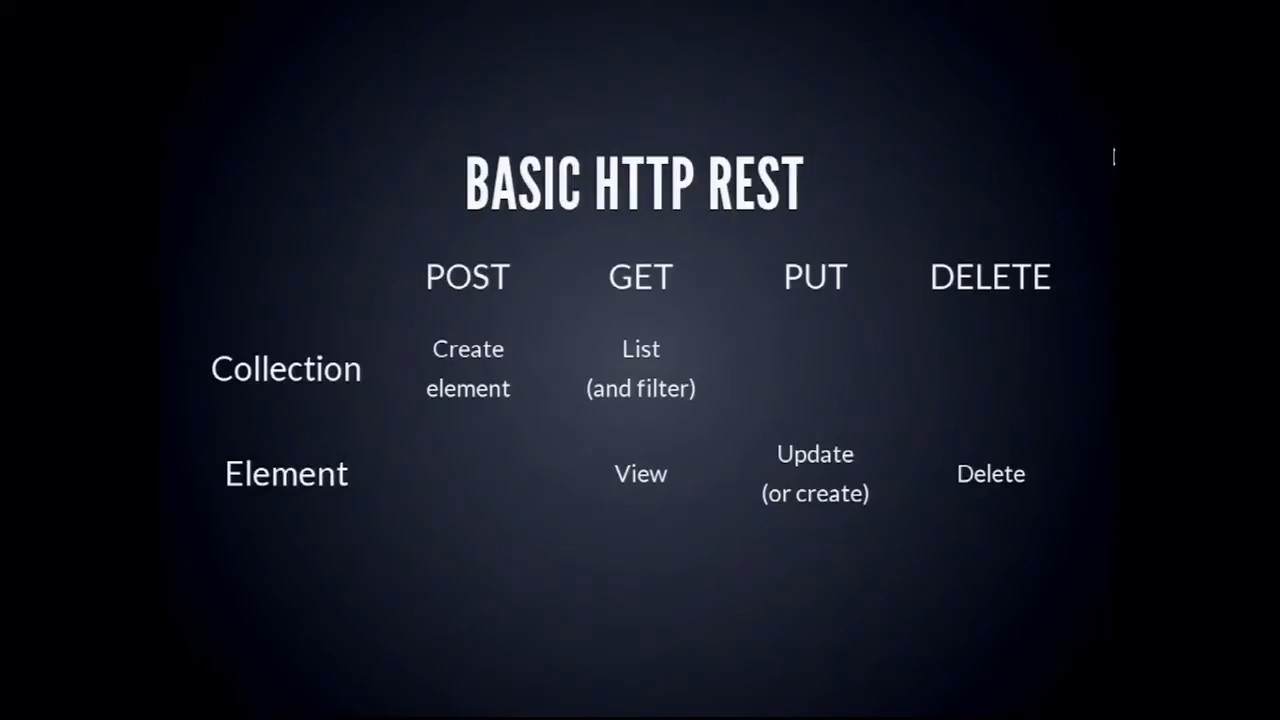 BASIC HTTP REST
POST GET PUT DELETE
Collection
Create
element
List
(and filter)
Element
View
Update
(or create)
Delete